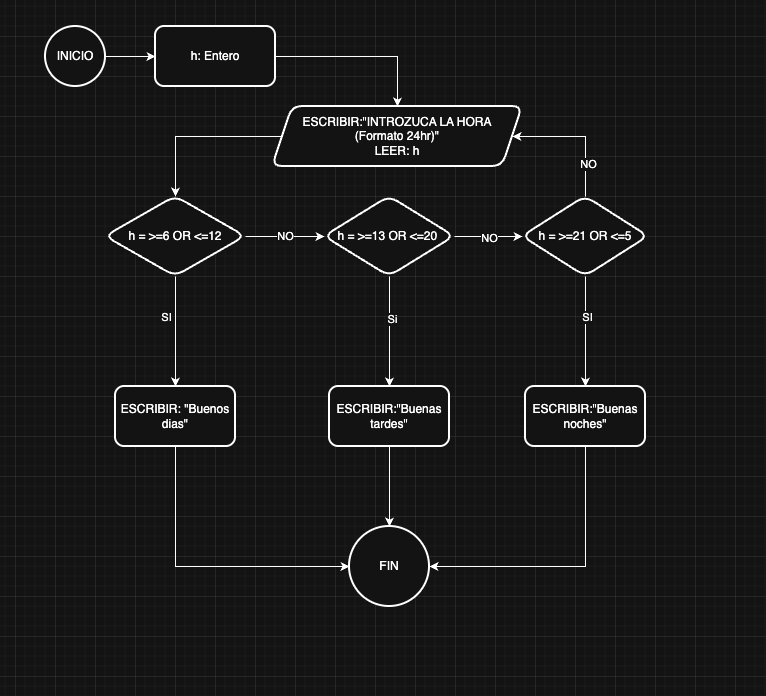 INICIO
h: Entero
ESCRIBIR:"INTROZUCA LA HORA
(Formato 24hr)"
LEER: h
NO
h = >=6 OR <=12
NO
h = >=13 OR <=20
NO
h = >=21 OR <=5
SI
Si
SI
ESCRIBIR: "Buenos
dias"
ESCRIBIR:"Buenas
tardes"
ESCRIBIR:"Buenas
noches"
FIN